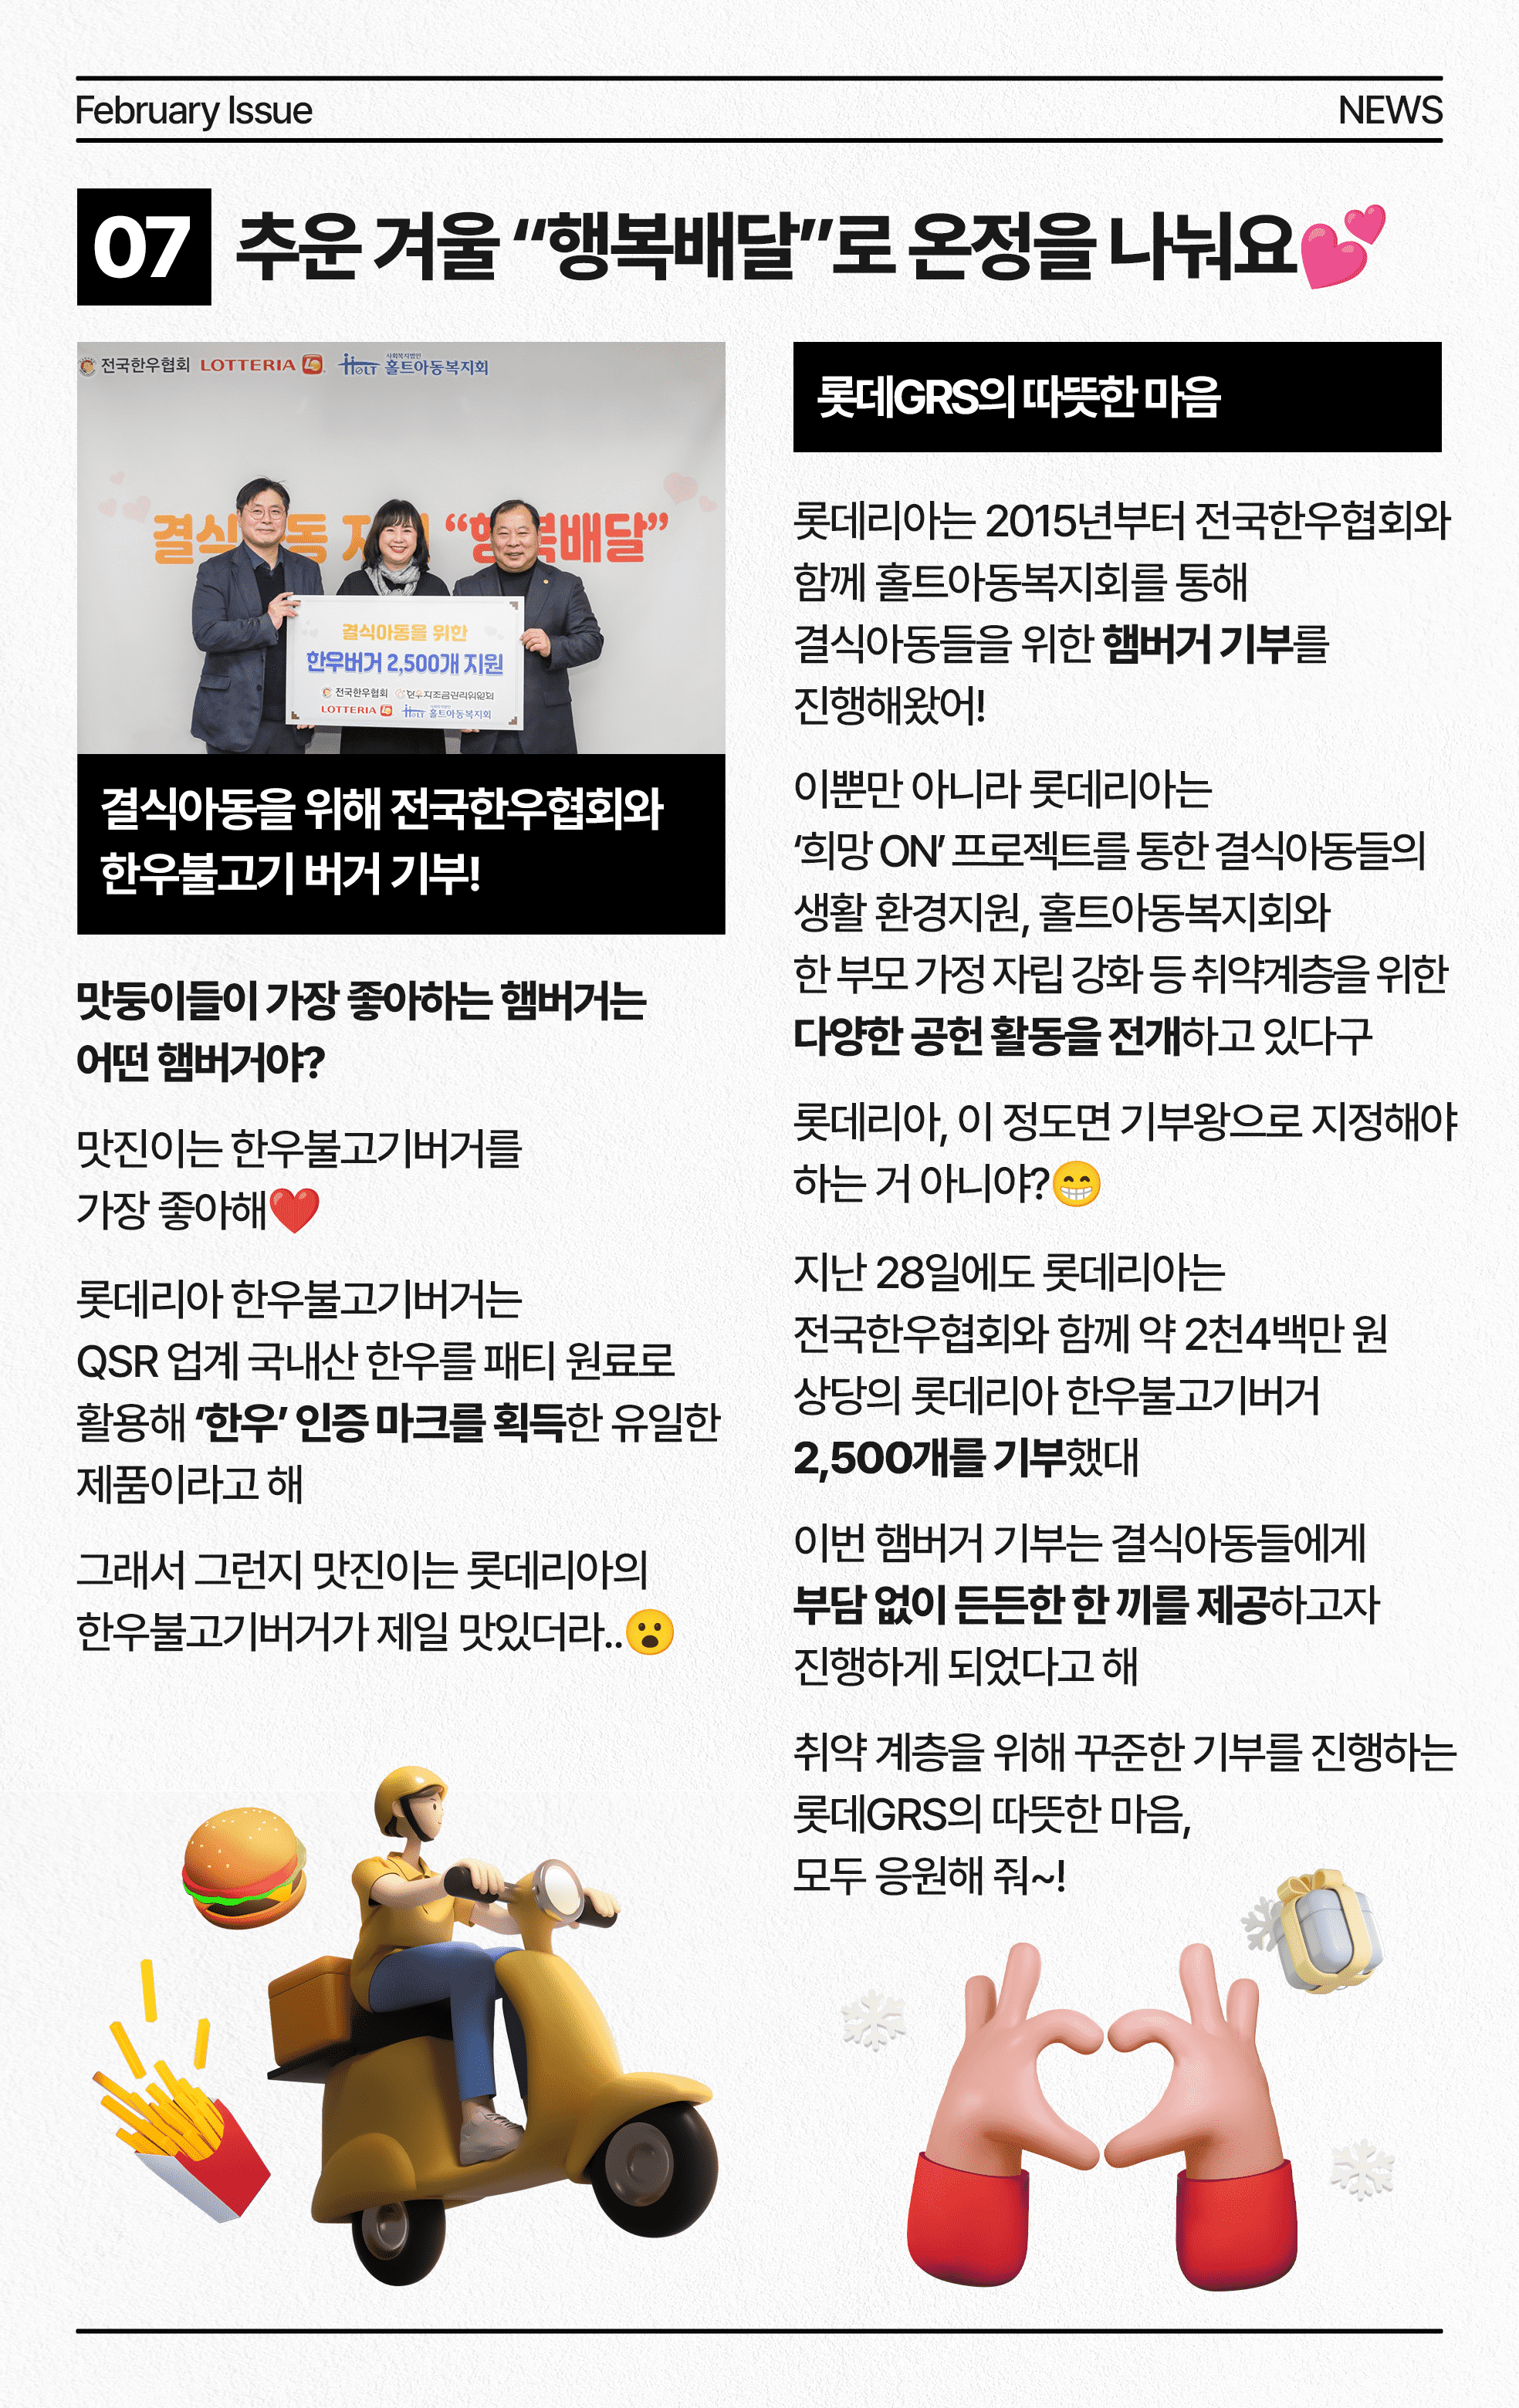 February Issue
NEWS
07
추운 겨울 “행복배달”로 온정을 나눠요💕
전국한우협회 LOTTERIA 사회복지법인 HOLT 홀트아동복지회
결식아동 “행복배달”
결식아동을 위한
한우버거 2,500개 지원
전국한우협회 한우자조금관리위원회
LOTTERIA HOLT 홀트아동복지회
결식아동을 위해 전국한우협회와
한우불고기 버거 기부!
맛둥이들이 가장 좋아하는 햄버거는
어떤 햄버거야?
맛진이는 한우불고기버거를
가장 좋아해❤️
롯데리아 한우불고기버거는
QSR 업계 국내산 한우를 패티 원료로
활용해 ‘한우’ 인증 마크를 획득한 유일한
제품이라고 해
그래서 그런지 맛진이는 롯데리아의
한우불고기버거가 제일 맛있더라..😮
롯데GRS의 따뜻한 마음
롯데리아는 2015년부터 전국한우협회와
함께 홀트아동복지회를 통해
결식아동들을 위한 햄버거 기부를
진행해왔어!
이뿐만 아니라 롯데리아는
‘희망 ON’ 프로젝트를 통한 결식아동들의
생활 환경지원, 홀트아동복지회와
한 부모 가정 자립 강화 등 취약계층을 위한
다양한 공헌 활동을 전개하고 있다구
롯데리아, 이 정도면 기부왕으로 지정해야
하는 거 아니야?😁
지난 28일에도 롯데리아는
전국한우협회와 함께 약 2천4백만 원
상당의 롯데리아 한우불고기버거
2,500개를 기부했대
이번 햄버거 기부는 결식아동들에게
부담 없이 든든한 한 끼를 제공하고자
진행하게 되었다고 해
취약 계층을 위해 꾸준한 기부를 진행하는
롯데GRS의 따뜻한 마음,
모두 응원해 줘~!